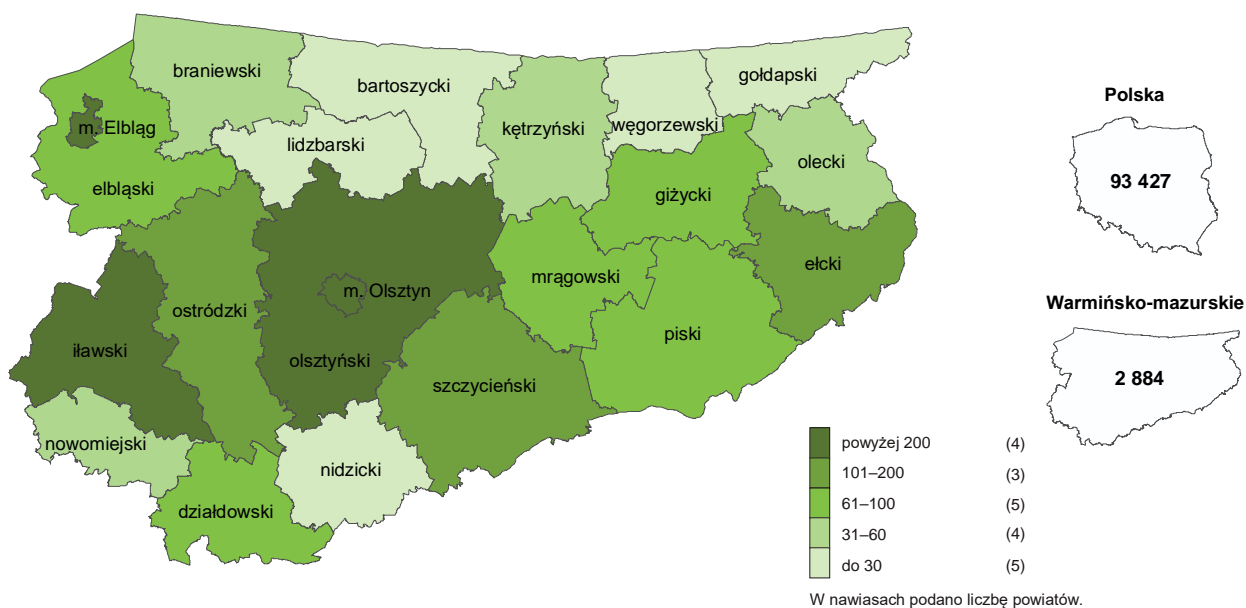 braniewski
bartoszycki
gołdapski
m. Elbląg
kętrzyński
węgorzewski
lidzbarski
olecki
elbląski
giżycki
ełcki
mrągowski
m. Olsztyn
ostródzki
piski
iławski
olsztyński
szczycieński
nowomiejski
nidzicki
działdowski
Polska
93 427
Warmińsko-mazurskie
2 884
powyżej 200 (4)
101–200 (3)
61–100 (5)
31–60 (4)
do 30 (5)
W nawiasach podano liczbę powiatów.